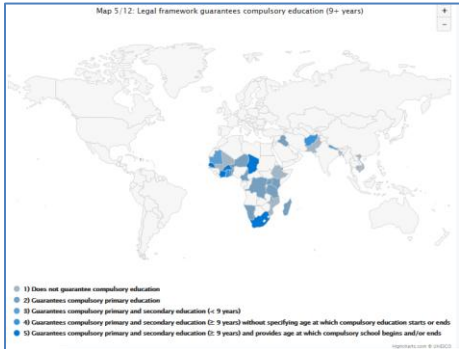 Map 5/12: Legal framework guarantees compulsory education (9+ years)
+
−
1) Does not guarantee compulsory education
2) Guarantees compulsory primary education
3) Guarantees compulsory primary and secondary education (< 9 years)
4) Guarantees compulsory primary and secondary education (≥ 9 years) without specifying age at which compulsory education starts or ends
5) Guarantees compulsory primary and secondary education (≥ 9 years) and provides age at which compulsory school begins and/or ends
Highcharts.com © UNESCO